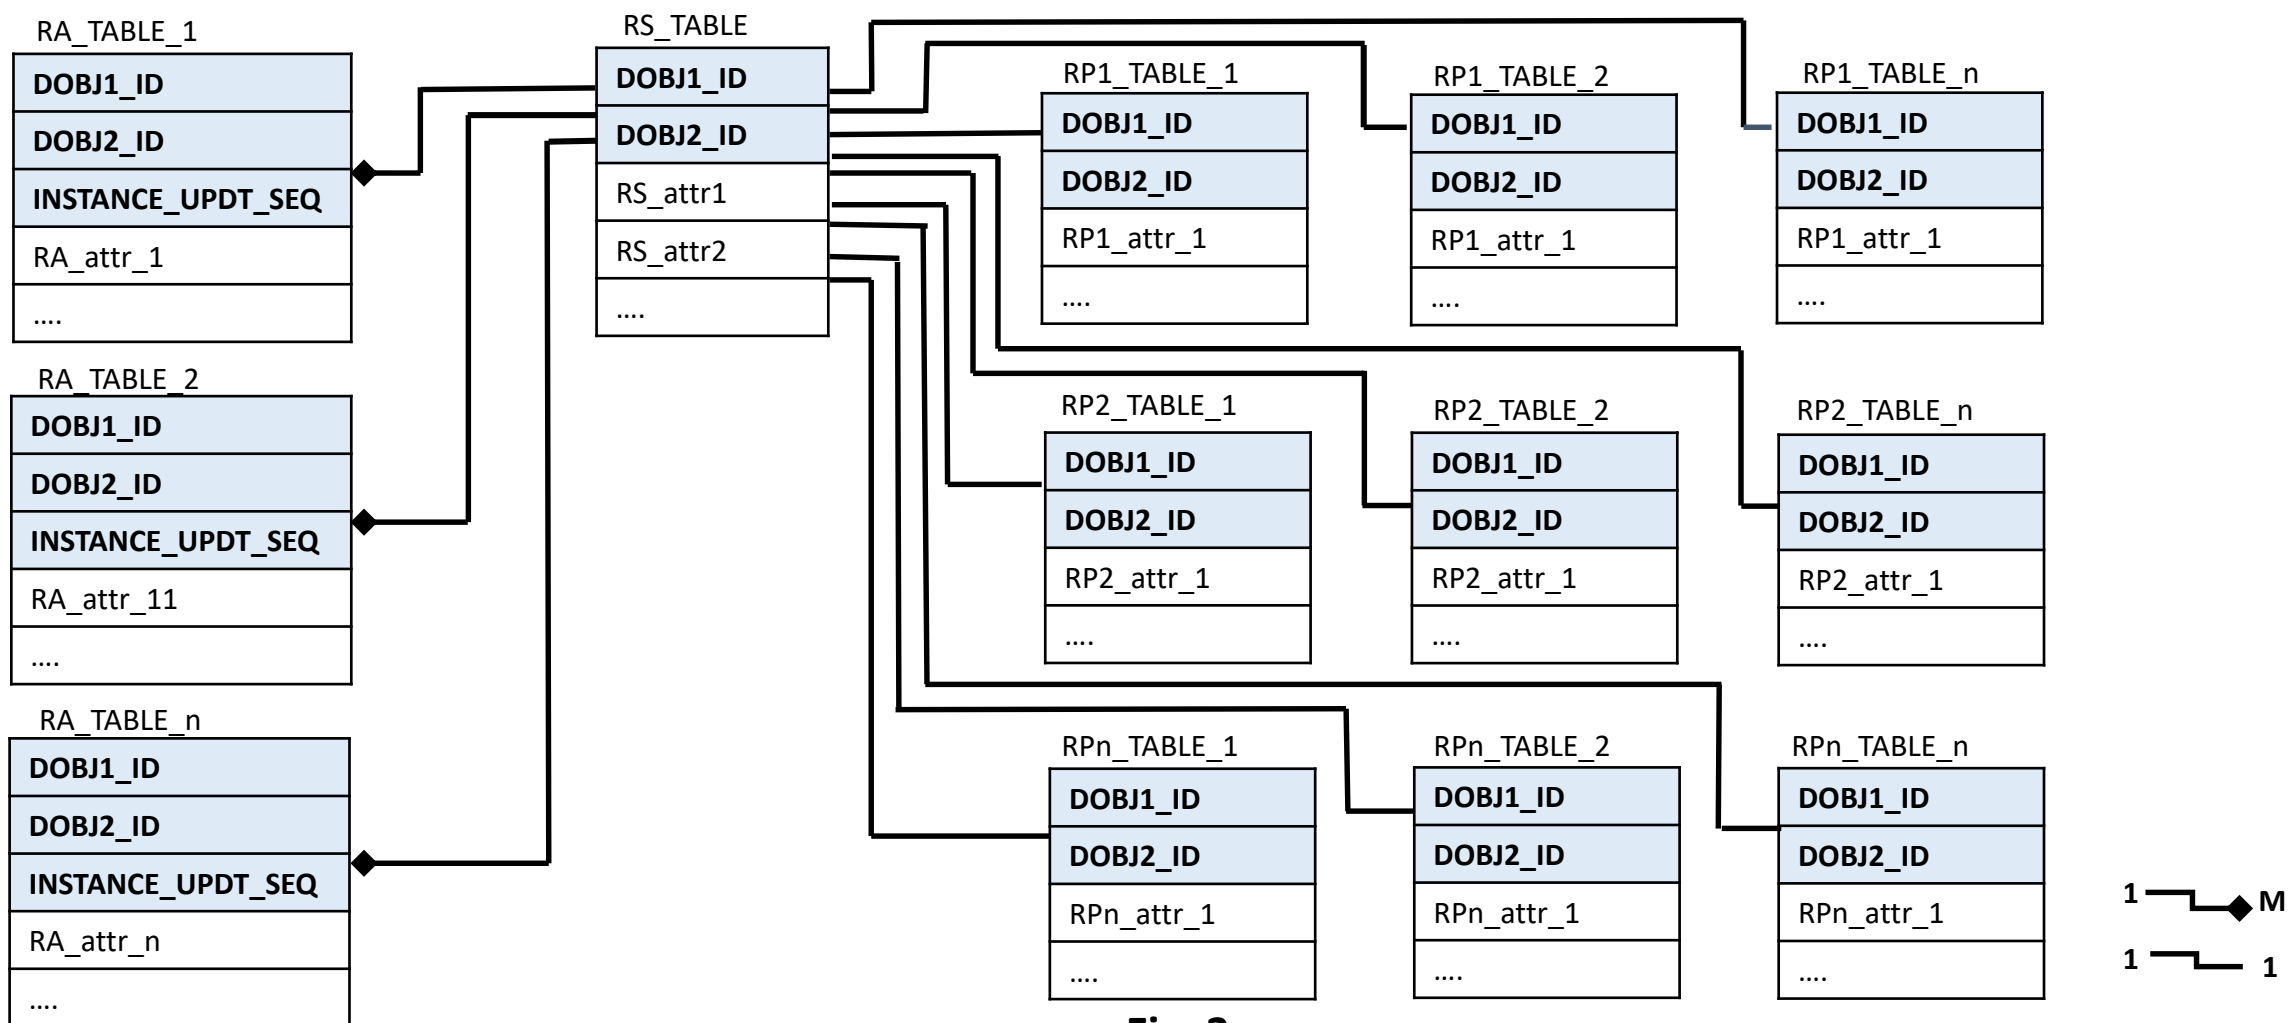 RA_TABLE_1
DOBJ1_ID
DOBJ2_ID
INSTANCE_UPDT_SEQ
RA_attr_1
....
RA_TABLE_2
DOBJ1_ID
DOBJ2_ID
INSTANCE_UPDT_SEQ
RA_attr_11
....
RA_TABLE_n
DOBJ1_ID
DOBJ2_ID
INSTANCE_UPDT_SEQ
RA_attr_n
....
RS_TABLE
DOBJ1_ID
DOBJ2_ID
RS_attr1
RS_attr2
....
RP1_TABLE_1
DOBJ1_ID
DOBJ2_ID
RP1_attr_1
....
RP1_TABLE_2
DOBJ1_ID
DOBJ2_ID
RP1_attr_1
....
RP1_TABLE_n
DOBJ1_ID
DOBJ2_ID
RP1_attr_1
....
RP2_TABLE_1
DOBJ1_ID
DOBJ2_ID
RP2_attr_1
....
RP2_TABLE_2
DOBJ1_ID
DOBJ2_ID
RP2_attr_1
....
RP2_TABLE_n
DOBJ1_ID
DOBJ2_ID
RP2_attr_1
....
RPn_TABLE_1
DOBJ1_ID
DOBJ2_ID
RPn_attr_1
....
RPn_TABLE_2
DOBJ1_ID
DOBJ2_ID
RPn_attr_1
....
RPn_TABLE_n
DOBJ1_ID
DOBJ2_ID
RPn_attr_1
....
1 M
1 1